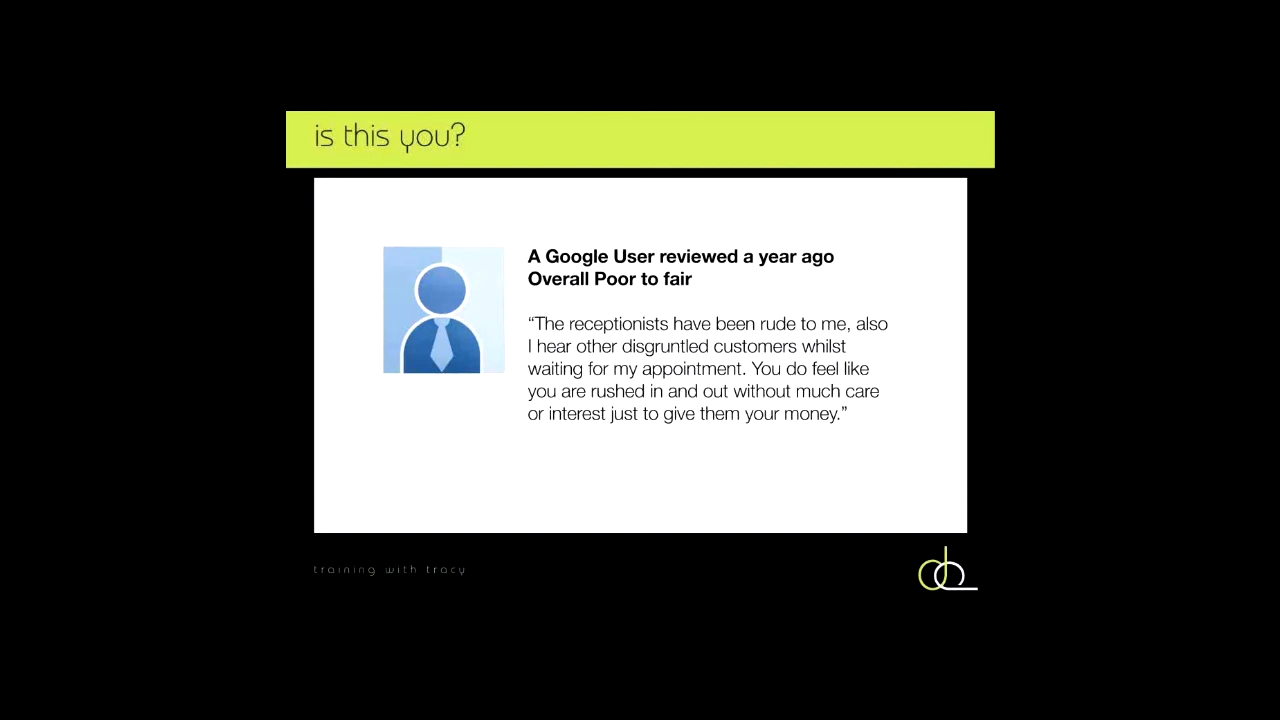 is this you?
A Google User reviewed a year ago
Overall Poor to fair
“The receptionists have been rude to me, also
I hear other disgruntled customers whilst
waiting for my appointment. You do feel like
you are rushed in and out without much care
or interest just to give them your money.”
training with tracy